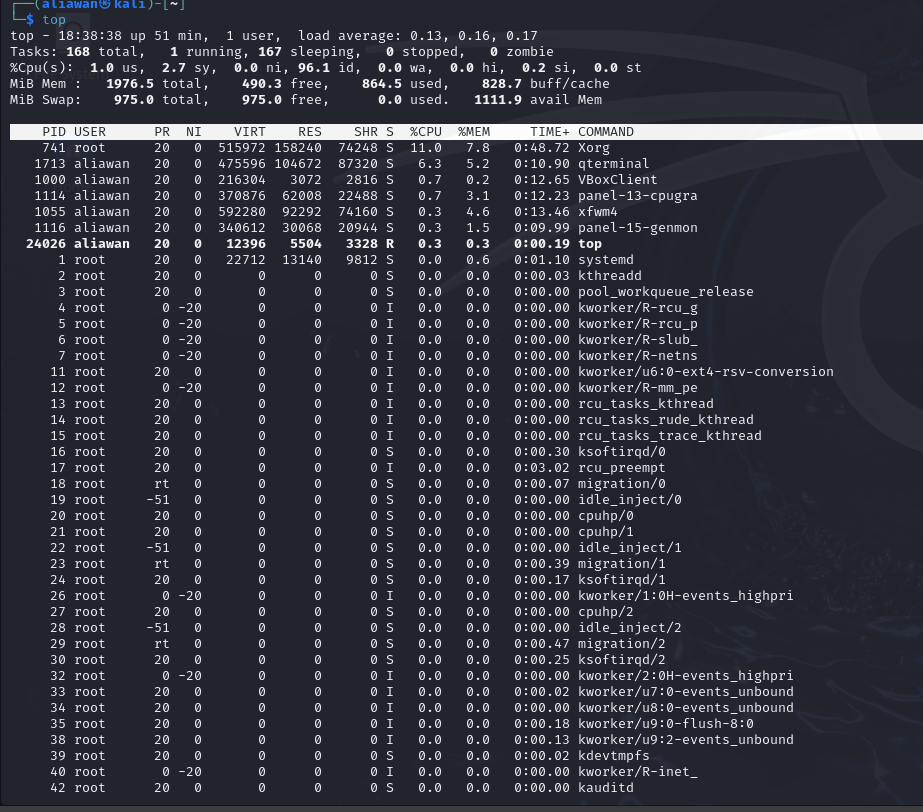 ┌──(aliawan㉿kali)-[~]
└─$ top
top - 18:38:38 up 51 min,  1 user,  load average: 0.13, 0.16, 0.17
Tasks: 168 total,   1 running, 167 sleeping,   0 stopped,   0 zombie
%Cpu(s):  1.0 us,  2.7 sy,  0.0 ni, 96.1 id,  0.0 wa,  0.0 hi,  0.2 si,  0.0 st
MiB Mem :   1976.5 total,    490.3 free,    864.5 used,    828.7 buff/cache
MiB Swap:    975.0 total,    975.0 free,      0.0 used.   1111.9 avail Mem
PID USER      PR  NI    VIRT    RES    SHR S  %CPU  %MEM     TIME+ COMMAND
741 root      20   0  515972 158240  74248 S  11.0   7.8   0:48.72 Xorg
1713 aliawan   20   0  475596 104672  87320 S   6.3   5.2   0:10.90 qterminal
1000 aliawan   20   0  216304   3072   2816 S   0.7   0.2   0:12.65 VBoxClient
1114 aliawan   20   0  370876  62008  22488 S   0.7   3.1   0:12.23 panel-13-cpugra
1055 aliawan   20   0  592280  92292  74160 S   0.3   4.6   0:13.46 xfwm4
1116 aliawan   20   0  340612  30068  20944 S   0.3   1.5   0:09.99 panel-15-genmon
24026 aliawan   20   0   12396   5504   3328 R   0.3   0.3   0:00.19 top
1 root      20   0   22712  13140   9812 S   0.0   0.6   0:01.10 systemd
2 root      20   0       0      0      0 S   0.0   0.0   0:00.03 kthreadd
3 root      20   0       0      0      0 S   0.0   0.0   0:00.00 pool_workqueue_release
4 root       0 -20       0      0      0 I   0.0   0.0   0:00.00 kworker/R-rcu_g
5 root       0 -20       0      0      0 I   0.0   0.0   0:00.00 kworker/R-rcu_p
6 root       0 -20       0      0      0 I   0.0   0.0   0:00.00 kworker/R-slub_
7 root       0 -20       0      0      0 I   0.0   0.0   0:00.00 kworker/R-netns
11 root      20   0       0      0      0 I   0.0   0.0   0:00.00 kworker/u6:0-ext4-rsv-conversion
12 root       0 -20       0      0      0 I   0.0   0.0   0:00.00 kworker/R-mm_pe
13 root      20   0       0      0      0 I   0.0   0.0   0:00.00 rcu_tasks_kthread
14 root      20   0       0      0      0 I   0.0   0.0   0:00.00 rcu_tasks_rude_kthread
15 root      20   0       0      0      0 I   0.0   0.0   0:00.00 rcu_tasks_trace_kthread
16 root      20   0       0      0      0 S   0.0   0.0   0:00.30 ksoftirqd/0
17 root      20   0       0      0      0 I   0.0   0.0   0:03.02 rcu_preempt
18 root      rt   0       0      0      0 S   0.0   0.0   0:00.07 migration/0
19 root     -51   0       0      0      0 S   0.0   0.0   0:00.00 idle_inject/0
20 root      20   0       0      0      0 S   0.0   0.0   0:00.00 cpuhp/0
21 root      20   0       0      0      0 S   0.0   0.0   0:00.00 cpuhp/1
22 root     -51   0       0      0      0 S   0.0   0.0   0:00.00 idle_inject/1
23 root      rt   0       0      0      0 S   0.0   0.0   0:00.39 migration/1
24 root      20   0       0      0      0 S   0.0   0.0   0:00.17 ksoftirqd/1
26 root       0 -20       0      0      0 I   0.0   0.0   0:00.00 kworker/1:0H-events_highpri
27 root      20   0       0      0      0 S   0.0   0.0   0:00.00 cpuhp/2
28 root     -51   0       0      0      0 S   0.0   0.0   0:00.00 idle_inject/2
29 root      rt   0       0      0      0 S   0.0   0.0   0:00.47 migration/2
30 root      20   0       0      0      0 S   0.0   0.0   0:00.25 ksoftirqd/2
32 root       0 -20       0      0      0 I   0.0   0.0   0:00.00 kworker/2:0H-events_highpri
33 root      20   0       0      0      0 I   0.0   0.0   0:00.02 kworker/u7:0-events_unbound
34 root      20   0       0      0      0 I   0.0   0.0   0:00.00 kworker/u8:0-events_unbound
35 root      20   0       0      0      0 I   0.0   0.0   0:00.18 kworker/u9:0-flush-8:0
38 root      20   0       0      0      0 I   0.0   0.0   0:00.13 kworker/u9:2-events_unbound
39 root      20   0       0      0      0 S   0.0   0.0   0:00.02 kdevtmpfs
40 root       0 -20       0      0      0 I   0.0   0.0   0:00.00 kworker/R-inet_
42 root      20   0       0      0      0 S   0.0   0.0   0:00.00 kauditd